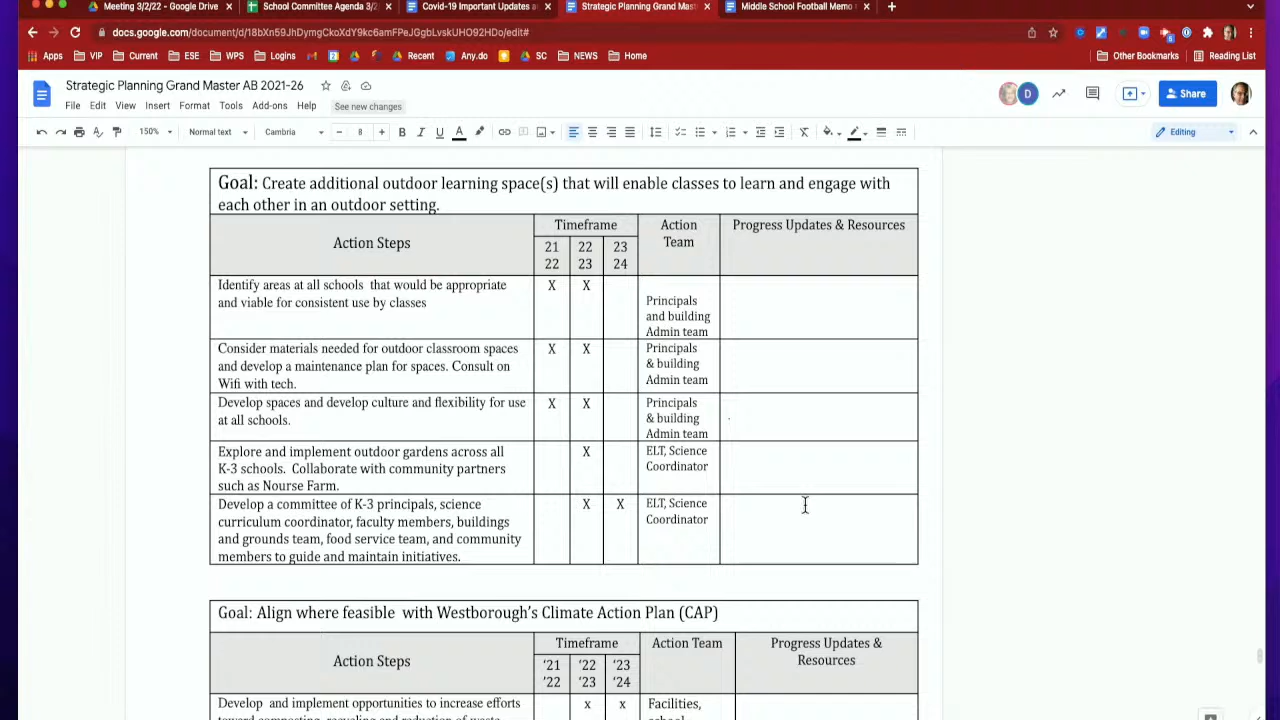 Meeting 3/2/22 - Google Drive
School Committee Agenda 3/2
Covid-19 Important Updates a
Strategic Planning Grand Mast
Middle School Football Memo
docs.google.com/document/d/18bXn59JhDymgCkoXdY9kc6amFPeJGgbLvskUHO92HDo/edit#
Apps VIP Current ESE WPS Logins Recent Any.do SC NEWS Home Other Bookmarks Reading List
Strategic Planning Grand Master AB 2021-26
D
Share
File Edit View Insert Format Tools Add-ons Help See new changes
150% Normal text Cambria 8 B I U A Editing
Goal: Create additional outdoor learning space(s) that will enable classes to learn and engage with
each other in an outdoor setting.
Action Steps
Timeframe
21
22
22
23
23
24
Action
Team
Progress Updates & Resources
Identify areas at all schools that would be appropriate
and viable for consistent use by classes
X X
Principals
and building
Admin team
Consider materials needed for outdoor classroom spaces
and develop a maintenance plan for spaces. Consult on
Wifi with tech.
X X
Principals
& building
Admin team
Develop spaces and develop culture and flexibility for use
at all schools.
X X
Principals
& building
Admin team
Explore and implement outdoor gardens across all
K-3 schools. Collaborate with community partners
such as Nourse Farm.
X
ELT, Science
Coordinator
Develop a committee of K-3 principals, science
curriculum coordinator, faculty members, buildings
and grounds team, food service team, and community
members to guide and maintain initiatives.
X X
ELT, Science
Coordinator
Goal: Align where feasible with Westborough's Climate Action Plan (CAP)
Action Steps
Timeframe
'21
'22
'22
'23
'23
'24
Action Team
Progress Updates &
Resources
Develop and implement opportunities to increase efforts
toward composting, recycling and reduction of waste
x x
Facilities,
school